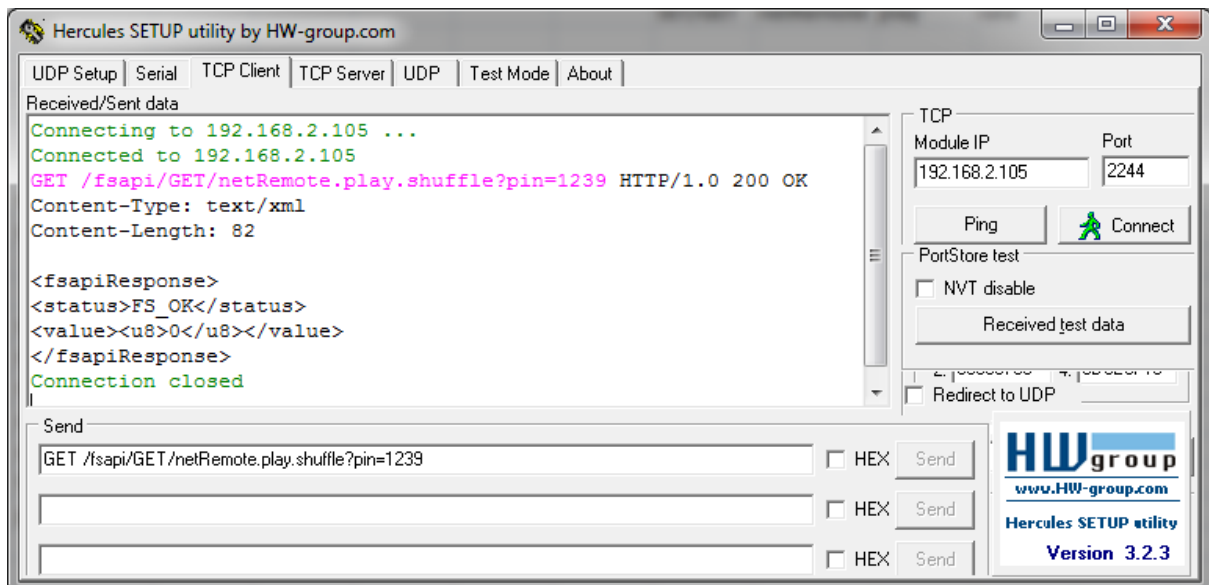 Hercules SETUP utility by HW-group.com
UDP Setup Serial TCP Client TCP Server UDP Test Mode About
Received/Sent data
Connecting to 192.168.2.105 ...
Connected to 192.168.2.105
GET /fsapi/GET/netRemote.play.shuffle?pin=1239 HTTP/1.0 200 OK
Content-Type: text/xml
Content-Length: 82
<fsapiResponse>
<status>FS_OK</status>
<value><u8>0</u8></value>
</fsapiResponse>
Connection closed
TCP
Module IP Port
192.168.2.105 2244
Ping Connect
PortStore test
NVT disable
Received test data
Redirect to UDP
Send
GET /fsapi/GET/netRemote.play.shuffle?pin=1239 HEX Send
HEX Send
HEX Send
HW group
www.HW-group.com
Hercules SETUP utility
Version 3.2.3